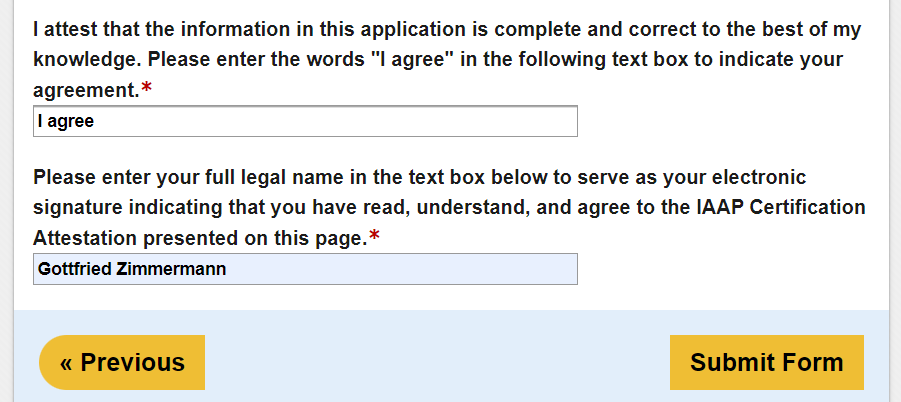 I attest that the information in this application is complete and correct to the best of my
knowledge. Please enter the words "I agree" in the following text box to indicate your
agreement.*
I agree
Please enter your full legal name in the text box below to serve as your electronic
signature indicating that you have read, understand, and agree to the IAAP Certification
Attestation presented on this page.*
Gottfried Zimmermann
« Previous
Submit Form